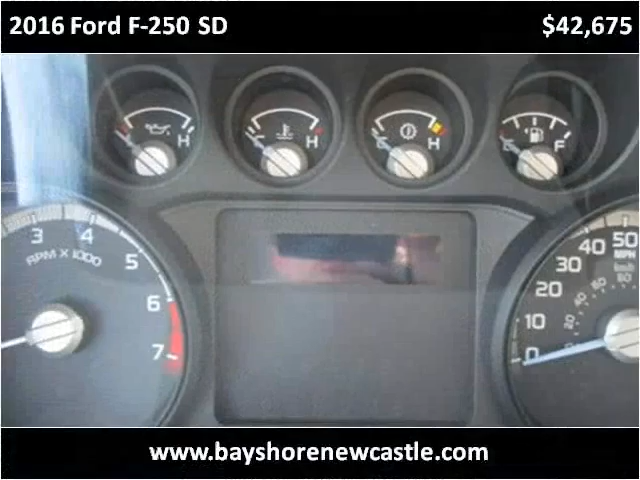 2016 Ford F-250 SD $42,675
H H H F
3 4 5 6 7
RPM X 1000
0 10 20 30 40 50
MPH
km/h
www.bayshorenewcastle.com